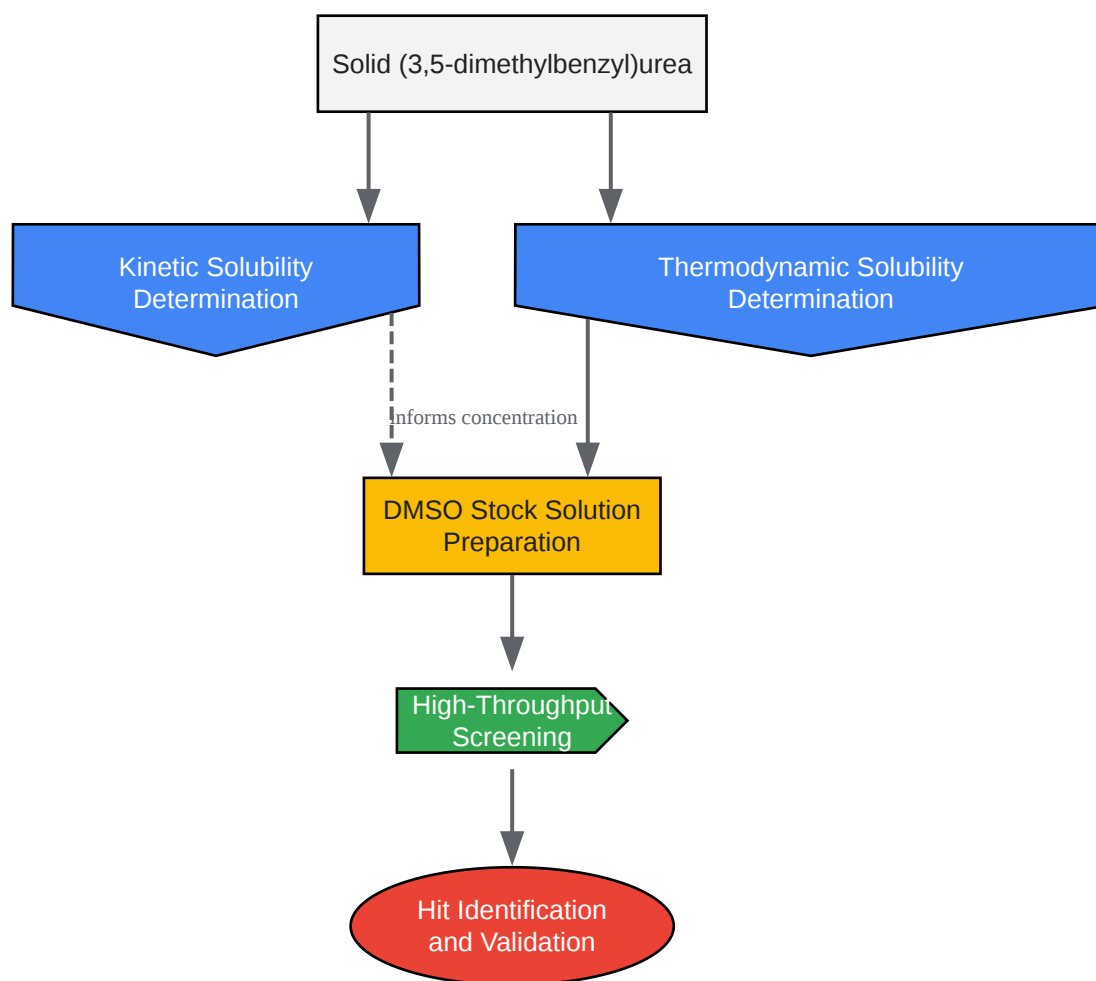 Solid (3,5-dimethylbenzyl)urea
Kinetic Solubility
Determination
Thermodynamic Solubility
Determination
Informs concentration
DMSO Stock Solution
Preparation
High-Throughput
Screening
Hit Identification
and Validation